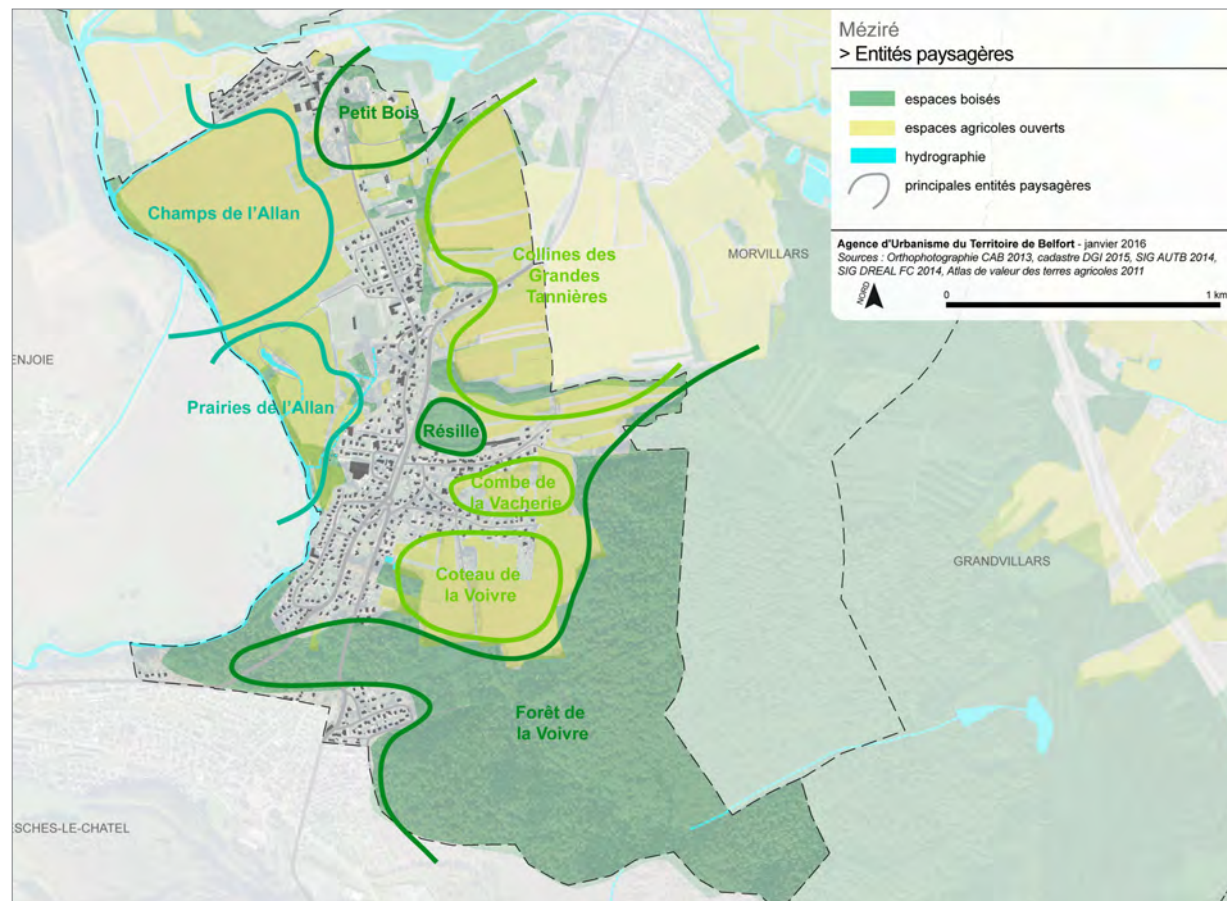 Méziré
> Entités paysagères
espaces boisés
espaces agricoles ouverts
hydrographie
principales entités paysagères
Agence d'Urbanisme du Territoire de Belfort - janvier 2016
Sources : Orthophotographie CAB 2013, cadastre DGI 2015, SIG AUTB 2014,
SIG DREAL FC 2014, Atlas de valeur des terres agricoles 2011
NORD
0
1 km
Petit Bois
Champs de l'Allan
Collines des
Grandes
Tannières
MORVILLARS
ENJOIE
Prairies de l'Allan
Résille
Combe de
la Vacherie
Coteau de
la Voivre
GRANDVILLARS
Forêt de
la Voivre
SCHES-LE-CHATEL